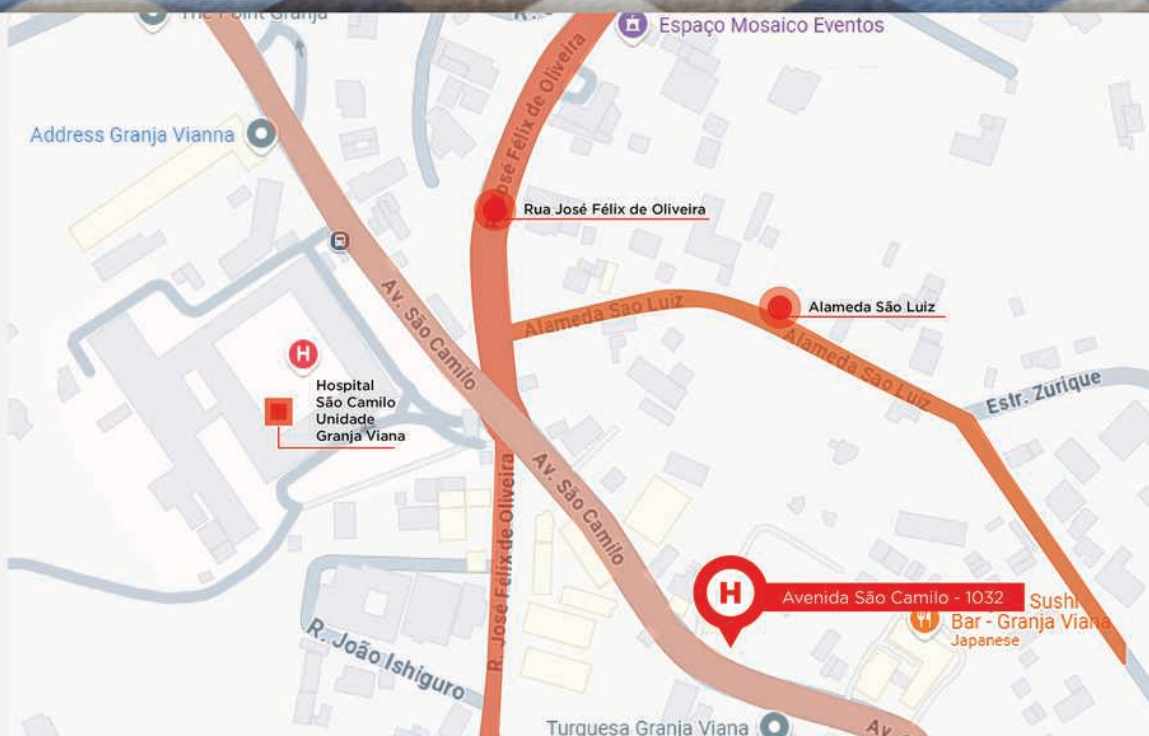 The Point Granja
R.
Espaço Mosaico Eventos
Address Granja Vianna
R. José Félix de Oliveira
Rua José Félix de Oliveira
Alameda São Luiz
Alameda Sao Luiz
Alameda Sao Luiz
Av. São Camilo
H
Hospital
São Camilo
Unidade
Granja Viana
Estr. Zurique
Av. São Camilo
R. José Félix de Oliveira
H
Avenida São Camilo - 1032
Sushi
Bar - Granja Viana
Japanese
R. João Ishiguro
Turquesa Granja Viana
Av.